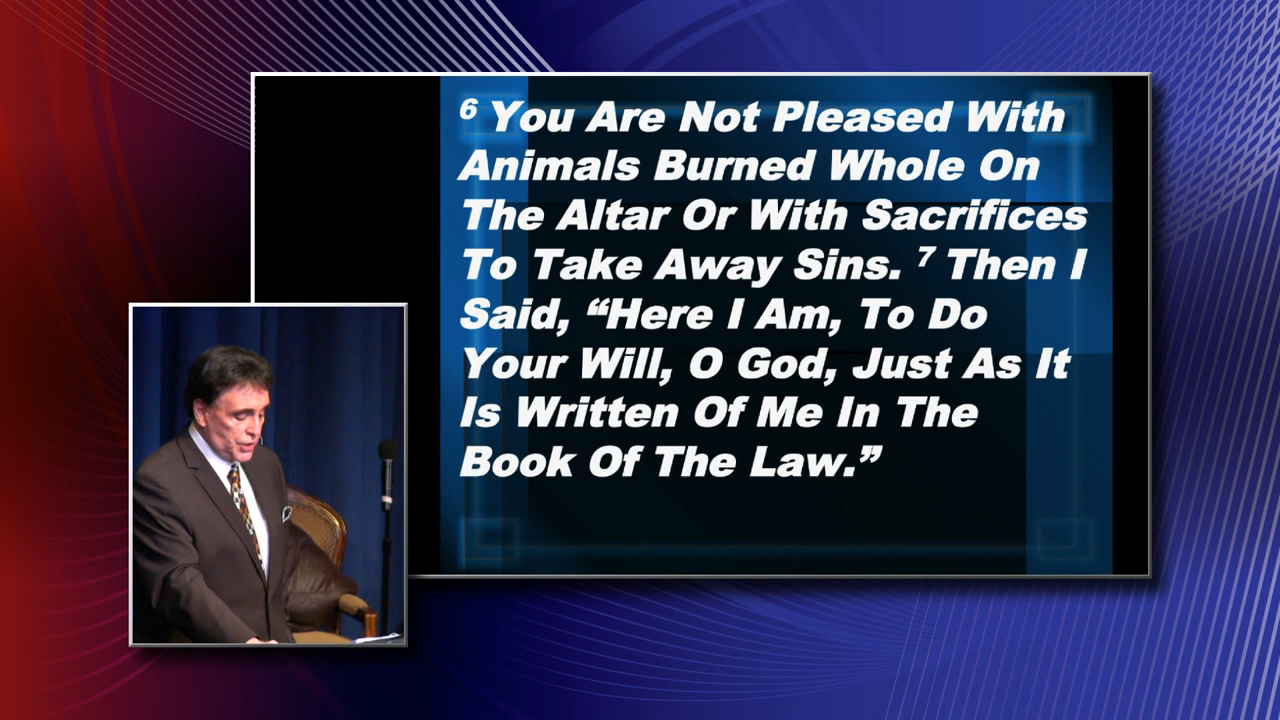 ⁶ You Are Not Pleased With
Animals Burned Whole On
The Altar Or With Sacrifices
To Take Away Sins. ⁷ Then I
Said, “Here I Am, To Do
Your Will, O God, Just As It
Is Written Of Me In The
Book Of The Law.”